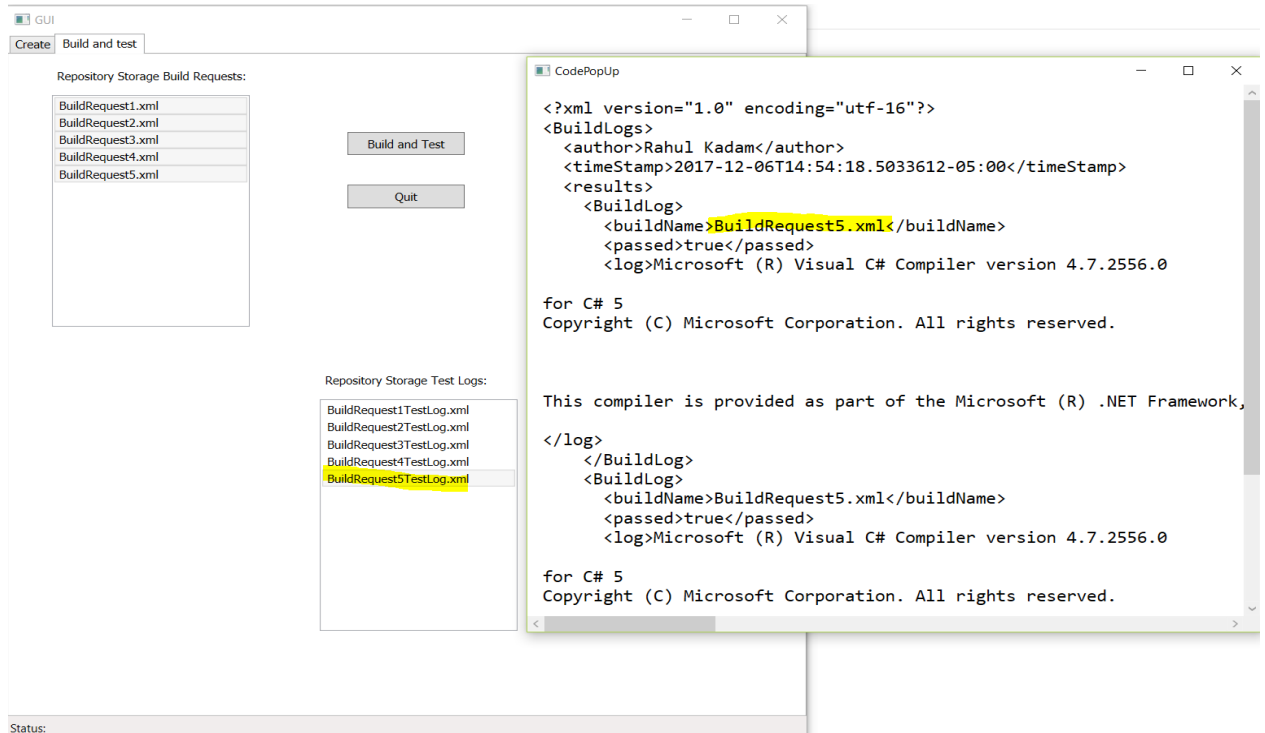 GUI
Create Build and test
Repository Storage Build Requests:
BuildRequest1.xml
BuildRequest2.xml
BuildRequest3.xml
BuildRequest4.xml
BuildRequest5.xml
Build and Test
Quit
Repository Storage Test Logs:
BuildRequest1TestLog.xml
BuildRequest2TestLog.xml
BuildRequest3TestLog.xml
BuildRequest4TestLog.xml
BuildRequest5TestLog.xml
Status:
CodePopUp
<?xml version="1.0" encoding="utf-16"?>
<BuildLogs>
<author>Rahul Kadam</author>
<timeStamp>2017-12-06T14:54:18.5033612-05:00</timeStamp>
<results>
<BuildLog>
<buildName>BuildRequest5.xml</buildName>
<passed>true</passed>
<log>Microsoft (R) Visual C# Compiler version 4.7.2556.0
for C# 5
Copyright (C) Microsoft Corporation. All rights reserved.
This compiler is provided as part of the Microsoft (R) .NET Framework,
</log>
</BuildLog>
<BuildLog>
<buildName>BuildRequest5.xml</buildName>
<passed>true</passed>
<log>Microsoft (R) Visual C# Compiler version 4.7.2556.0
for C# 5
Copyright (C) Microsoft Corporation. All rights reserved.